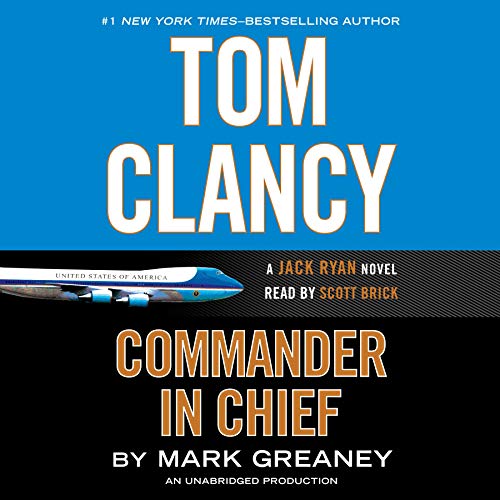 #1 NEW YORK TIMES–BESTSELLING AUTHOR
TOM
CLANCY
UNITED STATES OF AMERICA
A JACK RYAN NOVEL
READ BY SCOTT BRICK
COMMANDER
IN CHIEF
BY MARK GREANEY
AN UNABRIDGED PRODUCTION